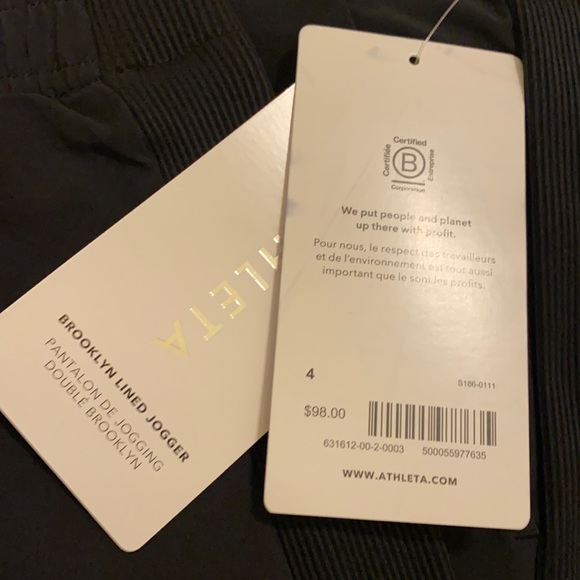 ATHLETA
BROOKLYN LINED JOGGER
PANTALON DE JOGGING
DOUBLÉ BROOKLYN
Certified
Certifiée
B
Entreprise
Corporation
We put people and planet
up there with profit.
Pour nous, le respect des travailleurs
et de l'environnement est tout aussi
important que le sont les profits.
4
S186-0111
$98.00
631612-00-2-0003 500055977635
WWW.ATHLETA.COM